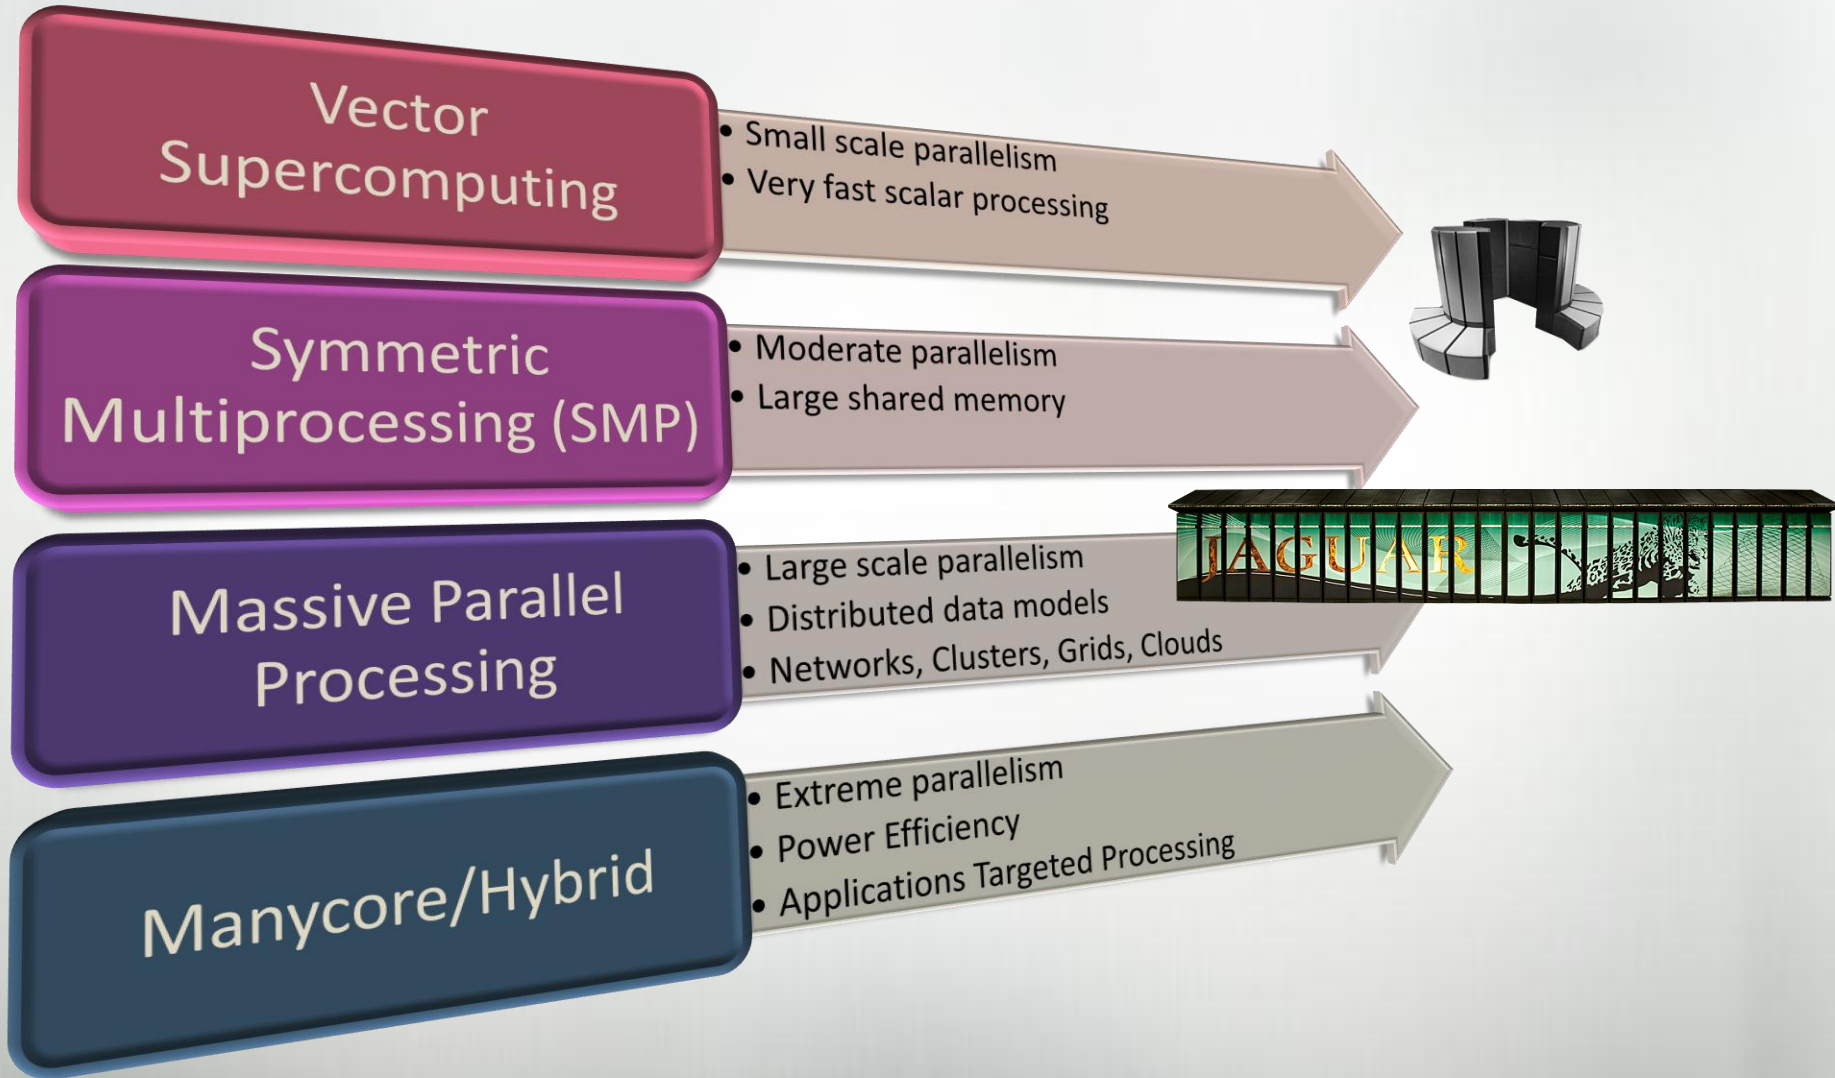 Vector
Supercomputing
• Small scale parallelism
• Very fast scalar processing
Symmetric
Multiprocessing (SMP)
• Moderate parallelism
• Large shared memory
Massive Parallel
Processing
• Large scale parallelism
• Distributed data models
• Networks, Clusters, Grids, Clouds
JAGUAR
Manycore/Hybrid
• Extreme parallelism
• Power Efficiency
• Applications Targeted Processing